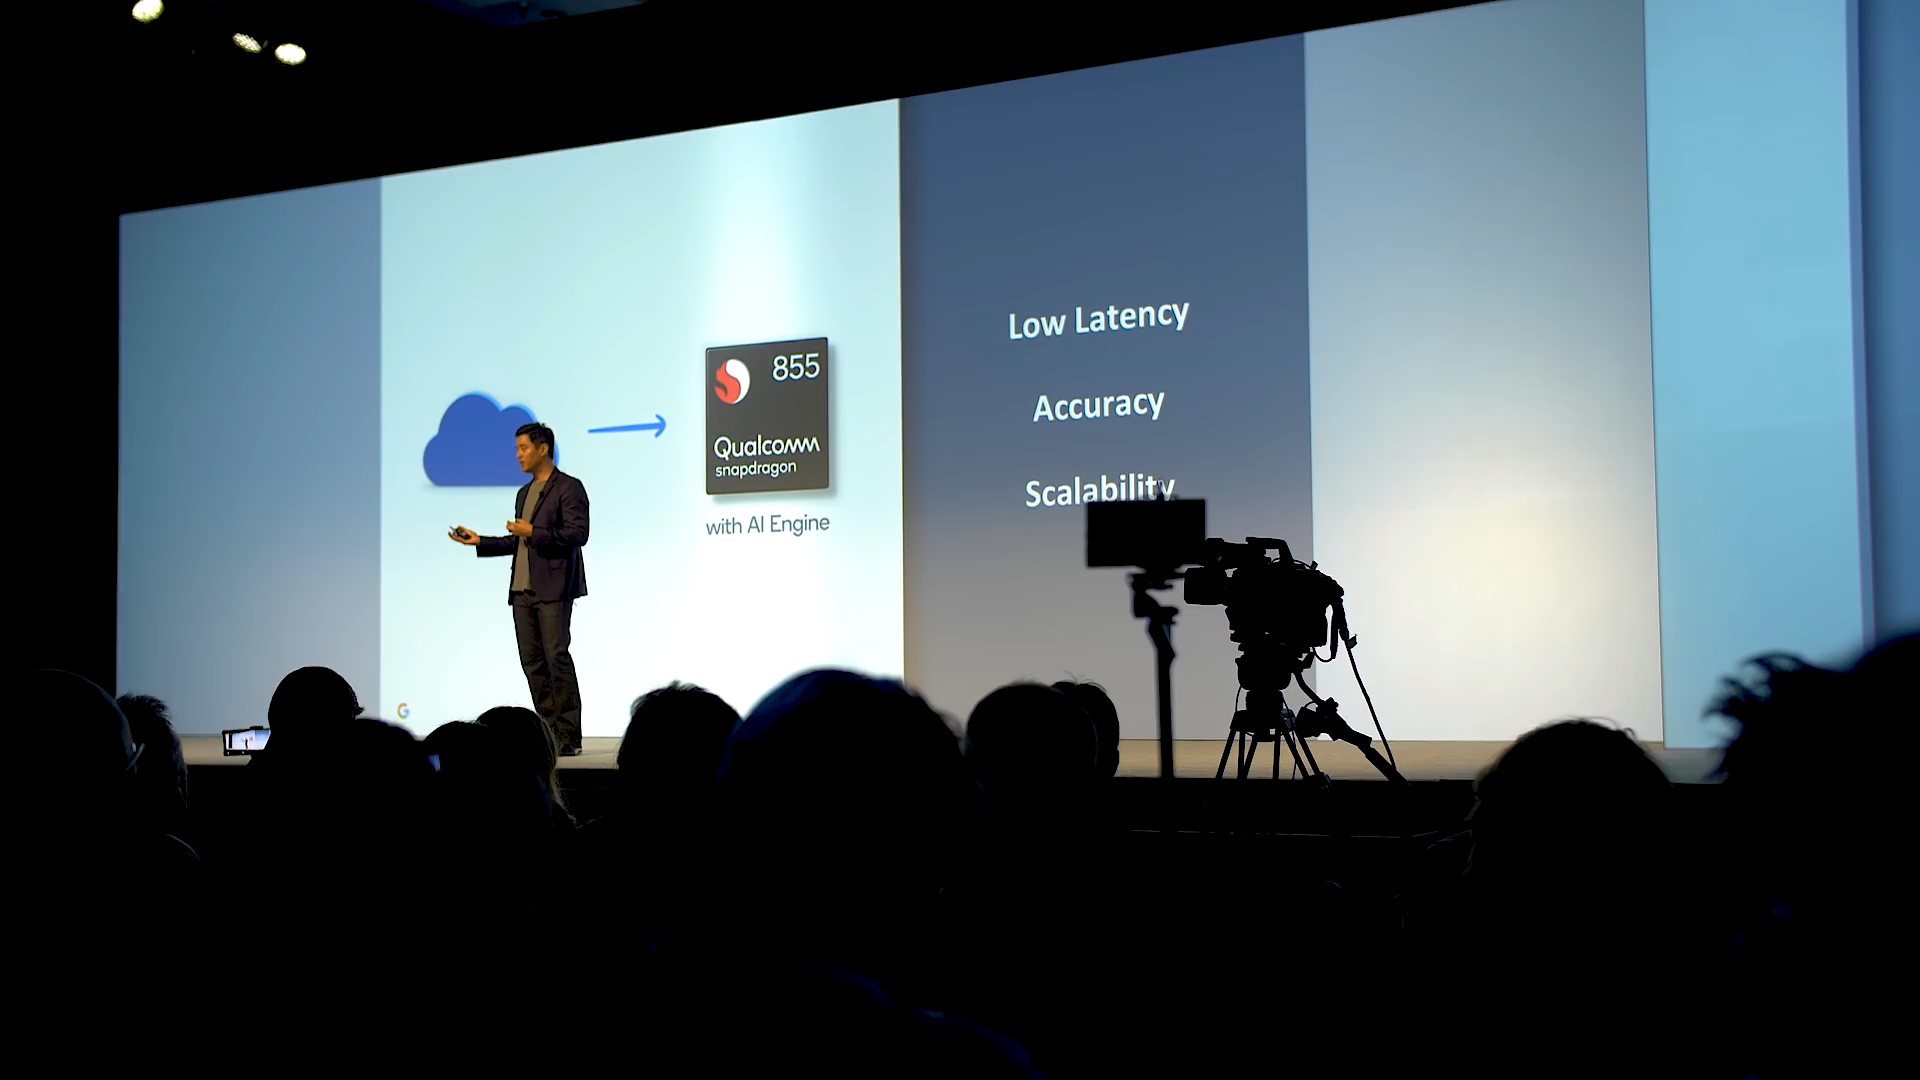 855
Qualcomm
snapdragon
with AI Engine
Low Latency
Accuracy
Scalability
G